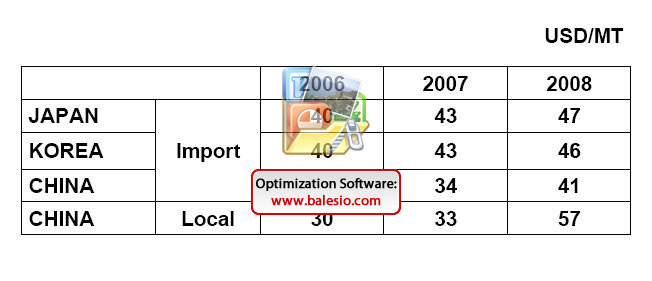 USD/MT
2006 2007 2008
JAPAN Import 40 43 47
KOREA 40 43 46
CHINA 34 41
CHINA Local 30 33 57
Optimization Software:
www.balesio.com